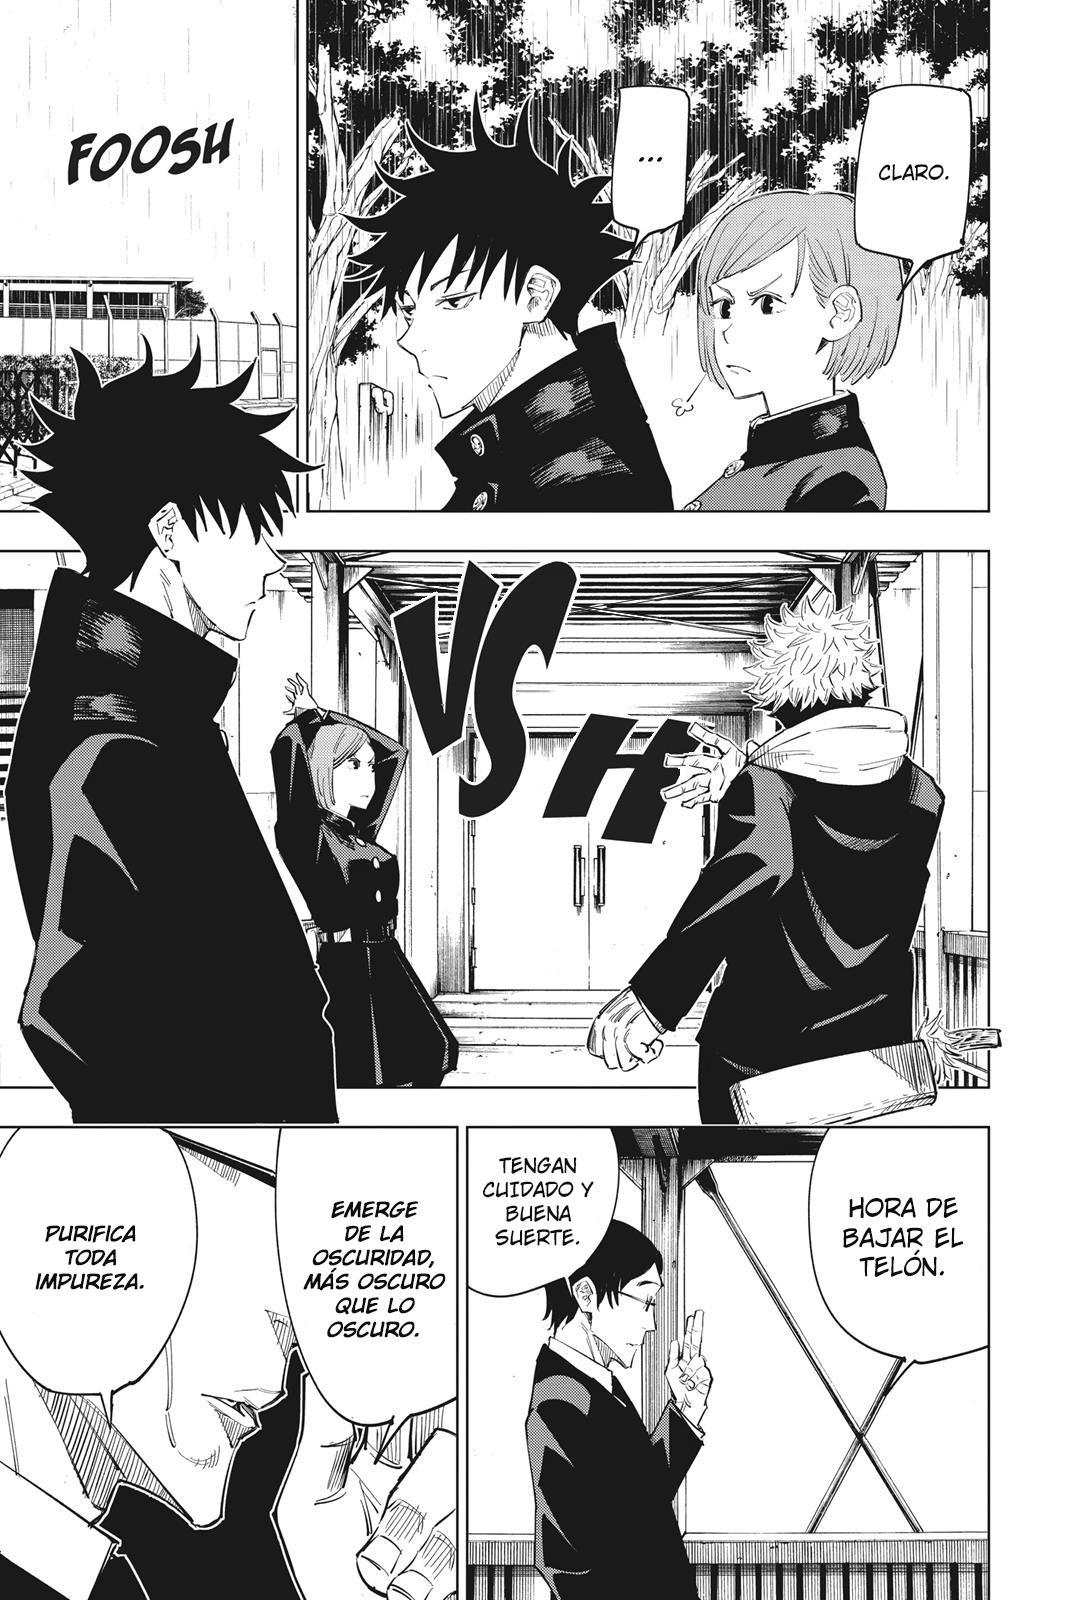 CLARO.
...
FOOSH
VSH
HORA DE
BAJAR EL
TELÓN.
TENGAN
CUIDADO Y
BUENA
SUERTE.
EMERGE
DE LA
OSCURIDAD,
MÁS OSCURO
QUE LO
OSCURO.
PURIFICA
TODA
IMPUREZA.